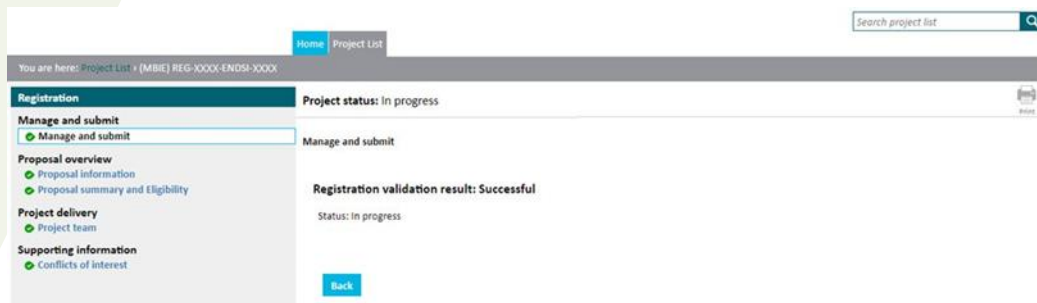 Search project list
Home Project List
You are here: Project List › (MBIE) REG-XXXX-ENDSI-XXXX
Registration
Manage and submit
Manage and submit
Proposal overview
Proposal information
Proposal summary and Eligibility
Project delivery
Project team
Supporting information
Conflicts of interest
Project status: In progress
Print
Manage and submit
Registration validation result: Successful
Status: In progress
Back